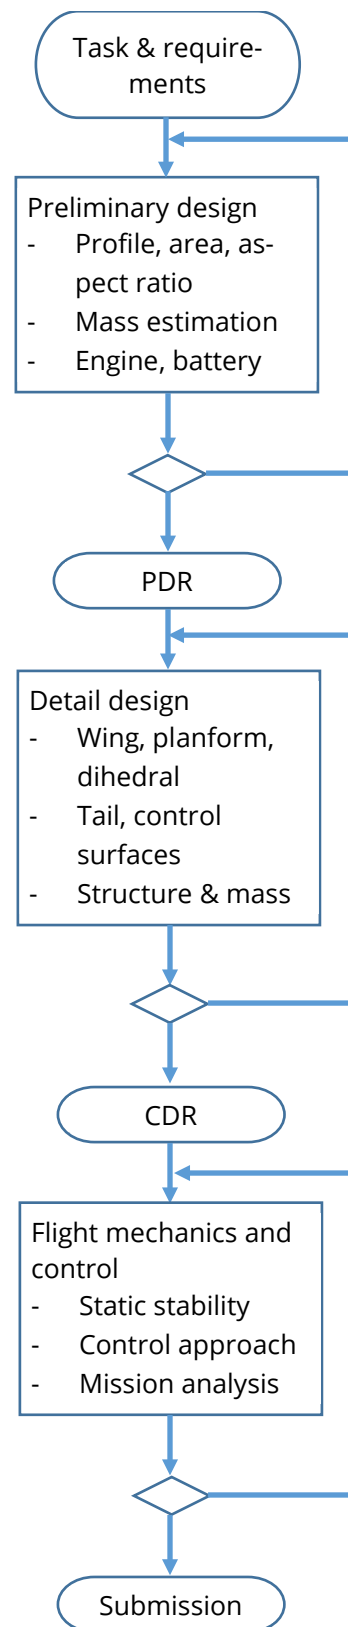 Task & require-
ments
Preliminary design
- Profile, area, as-
pect ratio
- Mass estimation
- Engine, battery
PDR
Detail design
- Wing, planform,
dihedral
- Tail, control
surfaces
- Structure & mass
CDR
Flight mechanics and
control
- Static stability
- Control approach
- Mission analysis
Submission